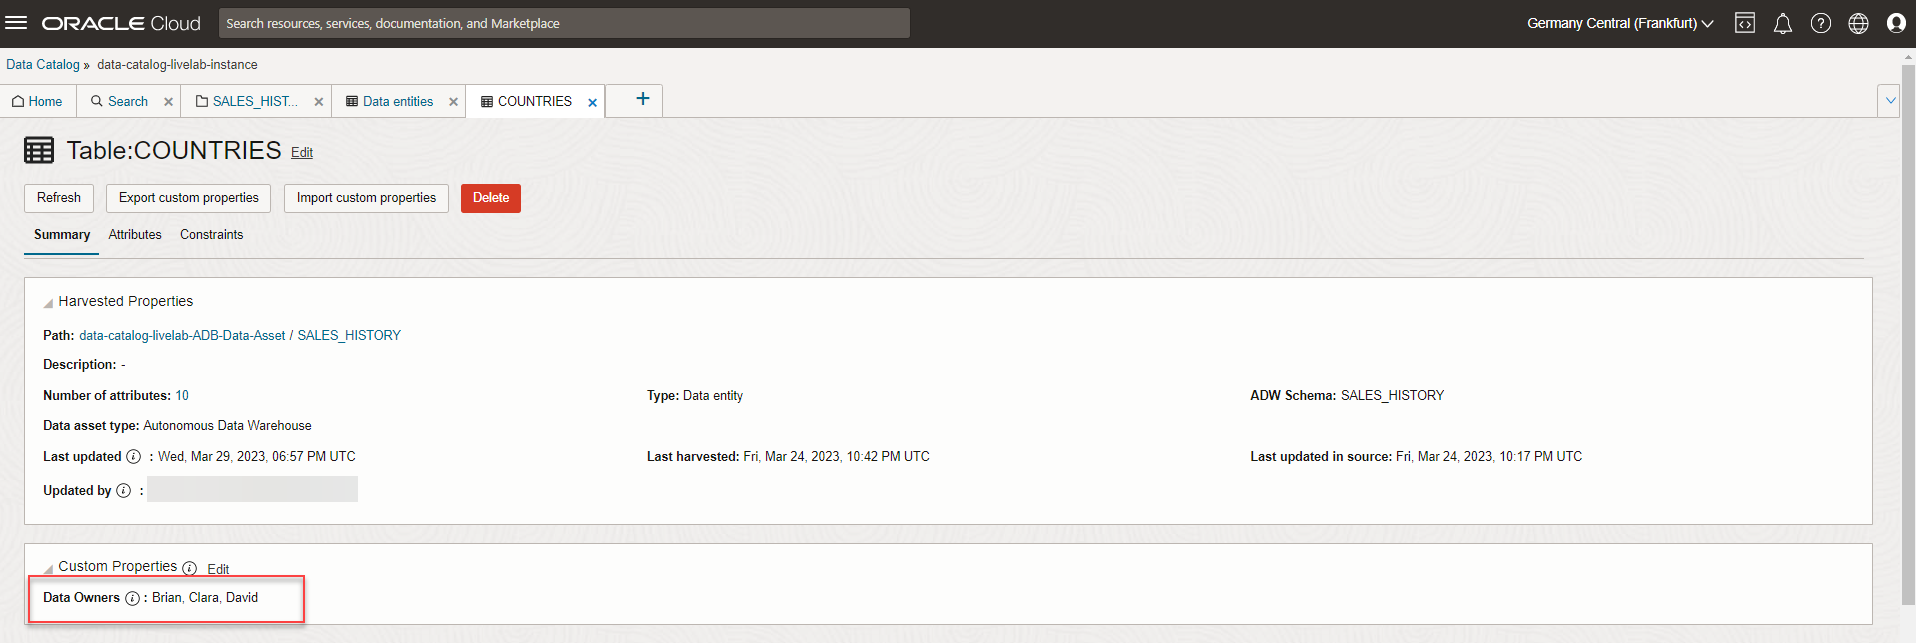 ORACLE Cloud
Search resources, services, documentation, and Marketplace
Germany Central (Frankfurt)
Data Catalog » data-catalog-livelab-instance
Home
Search
SALES_HIST...
Data entities
COUNTRIES
Table:COUNTRIES Edit
Refresh
Export custom properties
Import custom properties
Delete
Summary
Attributes
Constraints
Harvested Properties
Path: data-catalog-livelab-ADB-Data-Asset / SALES_HISTORY
Description: -
Number of attributes: 10
Type: Data entity
ADW Schema: SALES_HISTORY
Data asset type: Autonomous Data Warehouse
Last updated : Wed, Mar 29, 2023, 06:57 PM UTC
Last harvested: Fri, Mar 24, 2023, 10:42 PM UTC
Last updated in source: Fri, Mar 24, 2023, 10:17 PM UTC
Updated by :
Custom Properties Edit
Data Owners : Brian, Clara, David